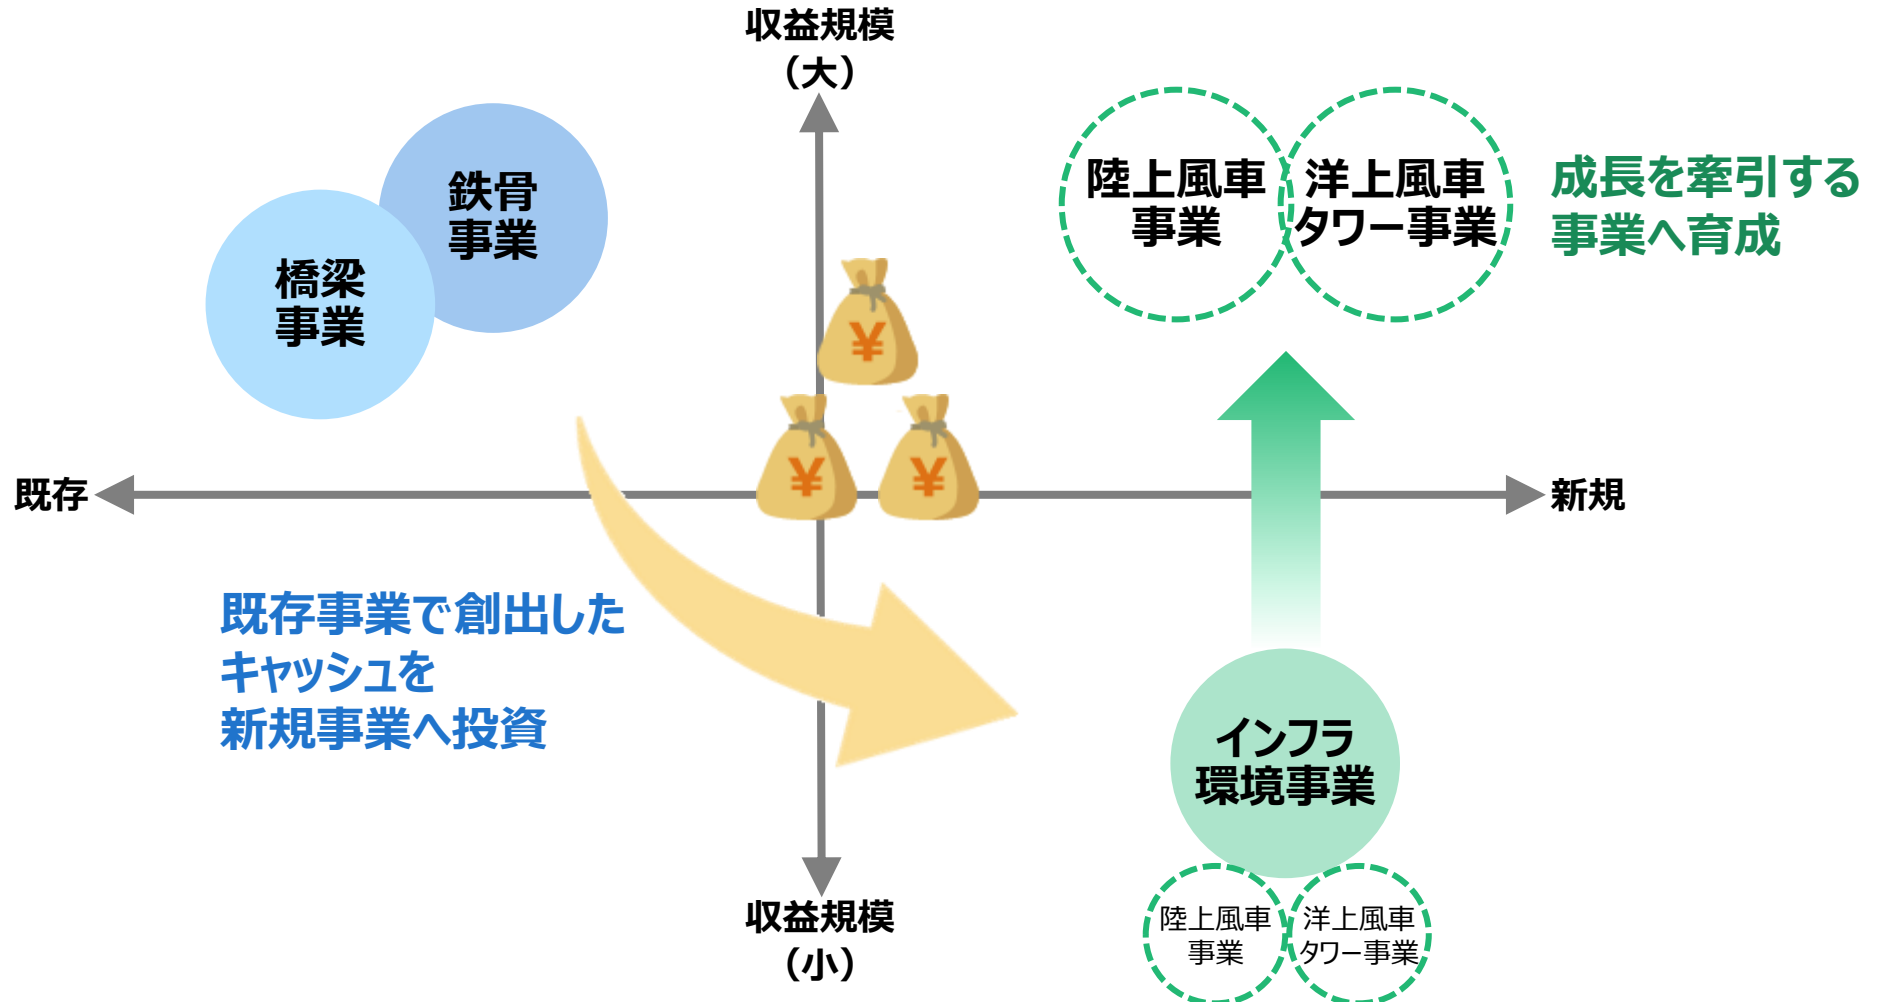 収益規模
（大）
鉄骨
事業
橋梁
事業
陸上風車
事業
洋上風車
タワー事業
成長を牽引する
事業へ育成
¥
¥
¥
既存
新規
既存事業で創出した
キャッシュを
新規事業へ投資
インフラ
環境事業
陸上風車
事業
洋上風車
タワー事業
収益規模
（小）